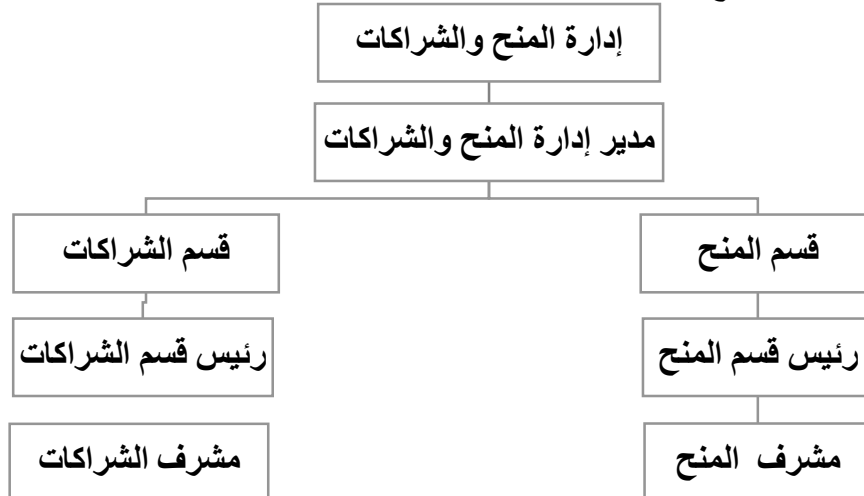 إدارة المنح والشراكات
مدير إدارة المنح والشراكات
قسم المنح
قسم الشراكات
رئيس قسم المنح
رئيس قسم الشراكات
مشرف المنح
مشرف الشراكات